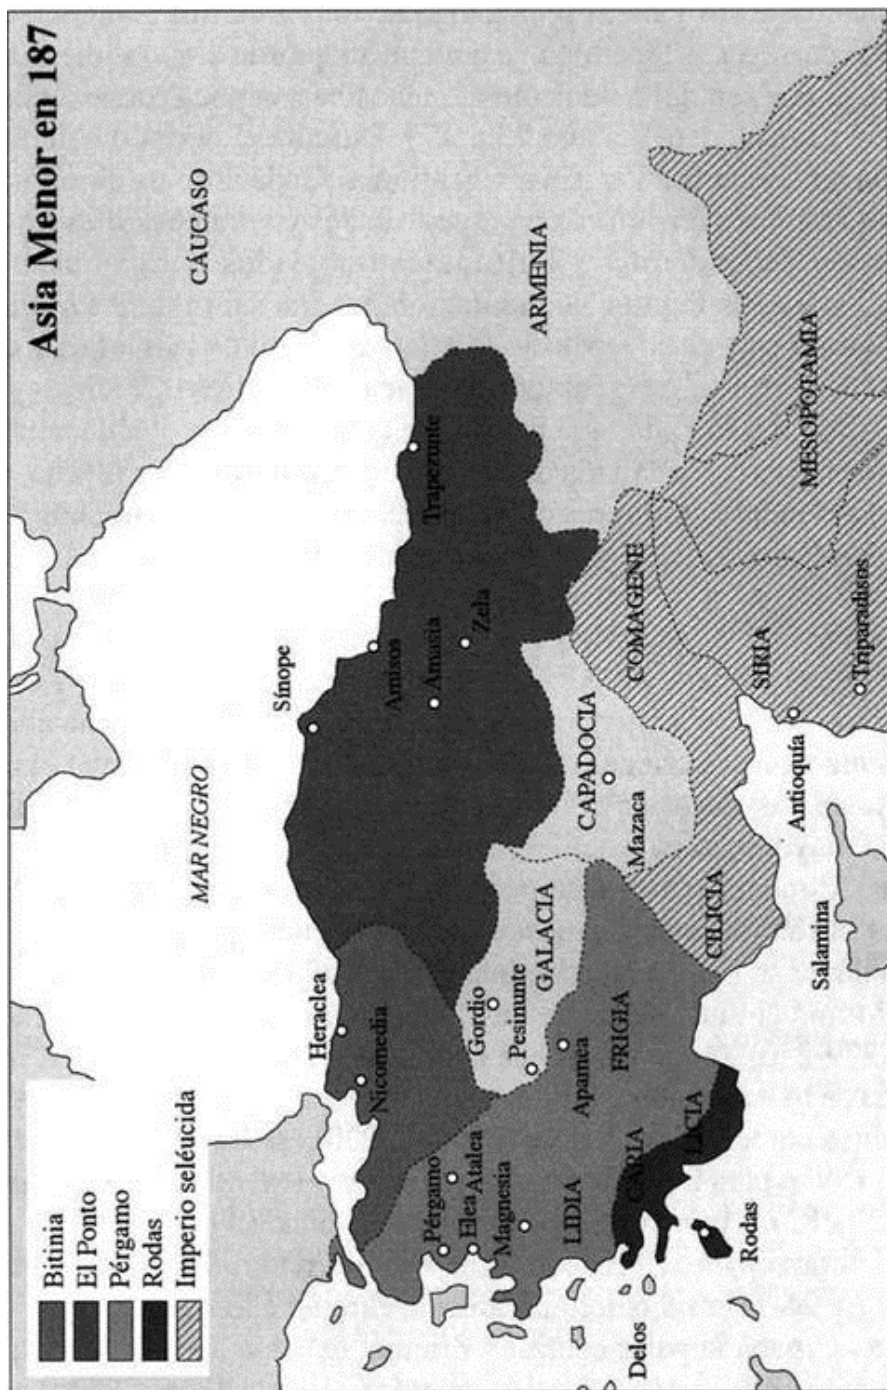 Asia Menor en 187
Bitinia
El Ponto
Pérgamo
Rodas
Imperio seléucida
MAR NEGRO
CÁUCASO
Sínope
Heraclea
Nicomedia
Amisos
Amasia
Zela
Trapezunte
ARMENIA
Pérgamo
Elea
Atalea
Magnesia
LIDIA
Gordio
Pesinunte
GALACIA
Apamea
FRIGIA
CAPADOCIA
Mazaca
COMAGENE
CARIA
LICIA
CILICIA
SIRIA
MESOPOTAMIA
Antioquía
Triparadisos
Salamina
Delos
Rodas